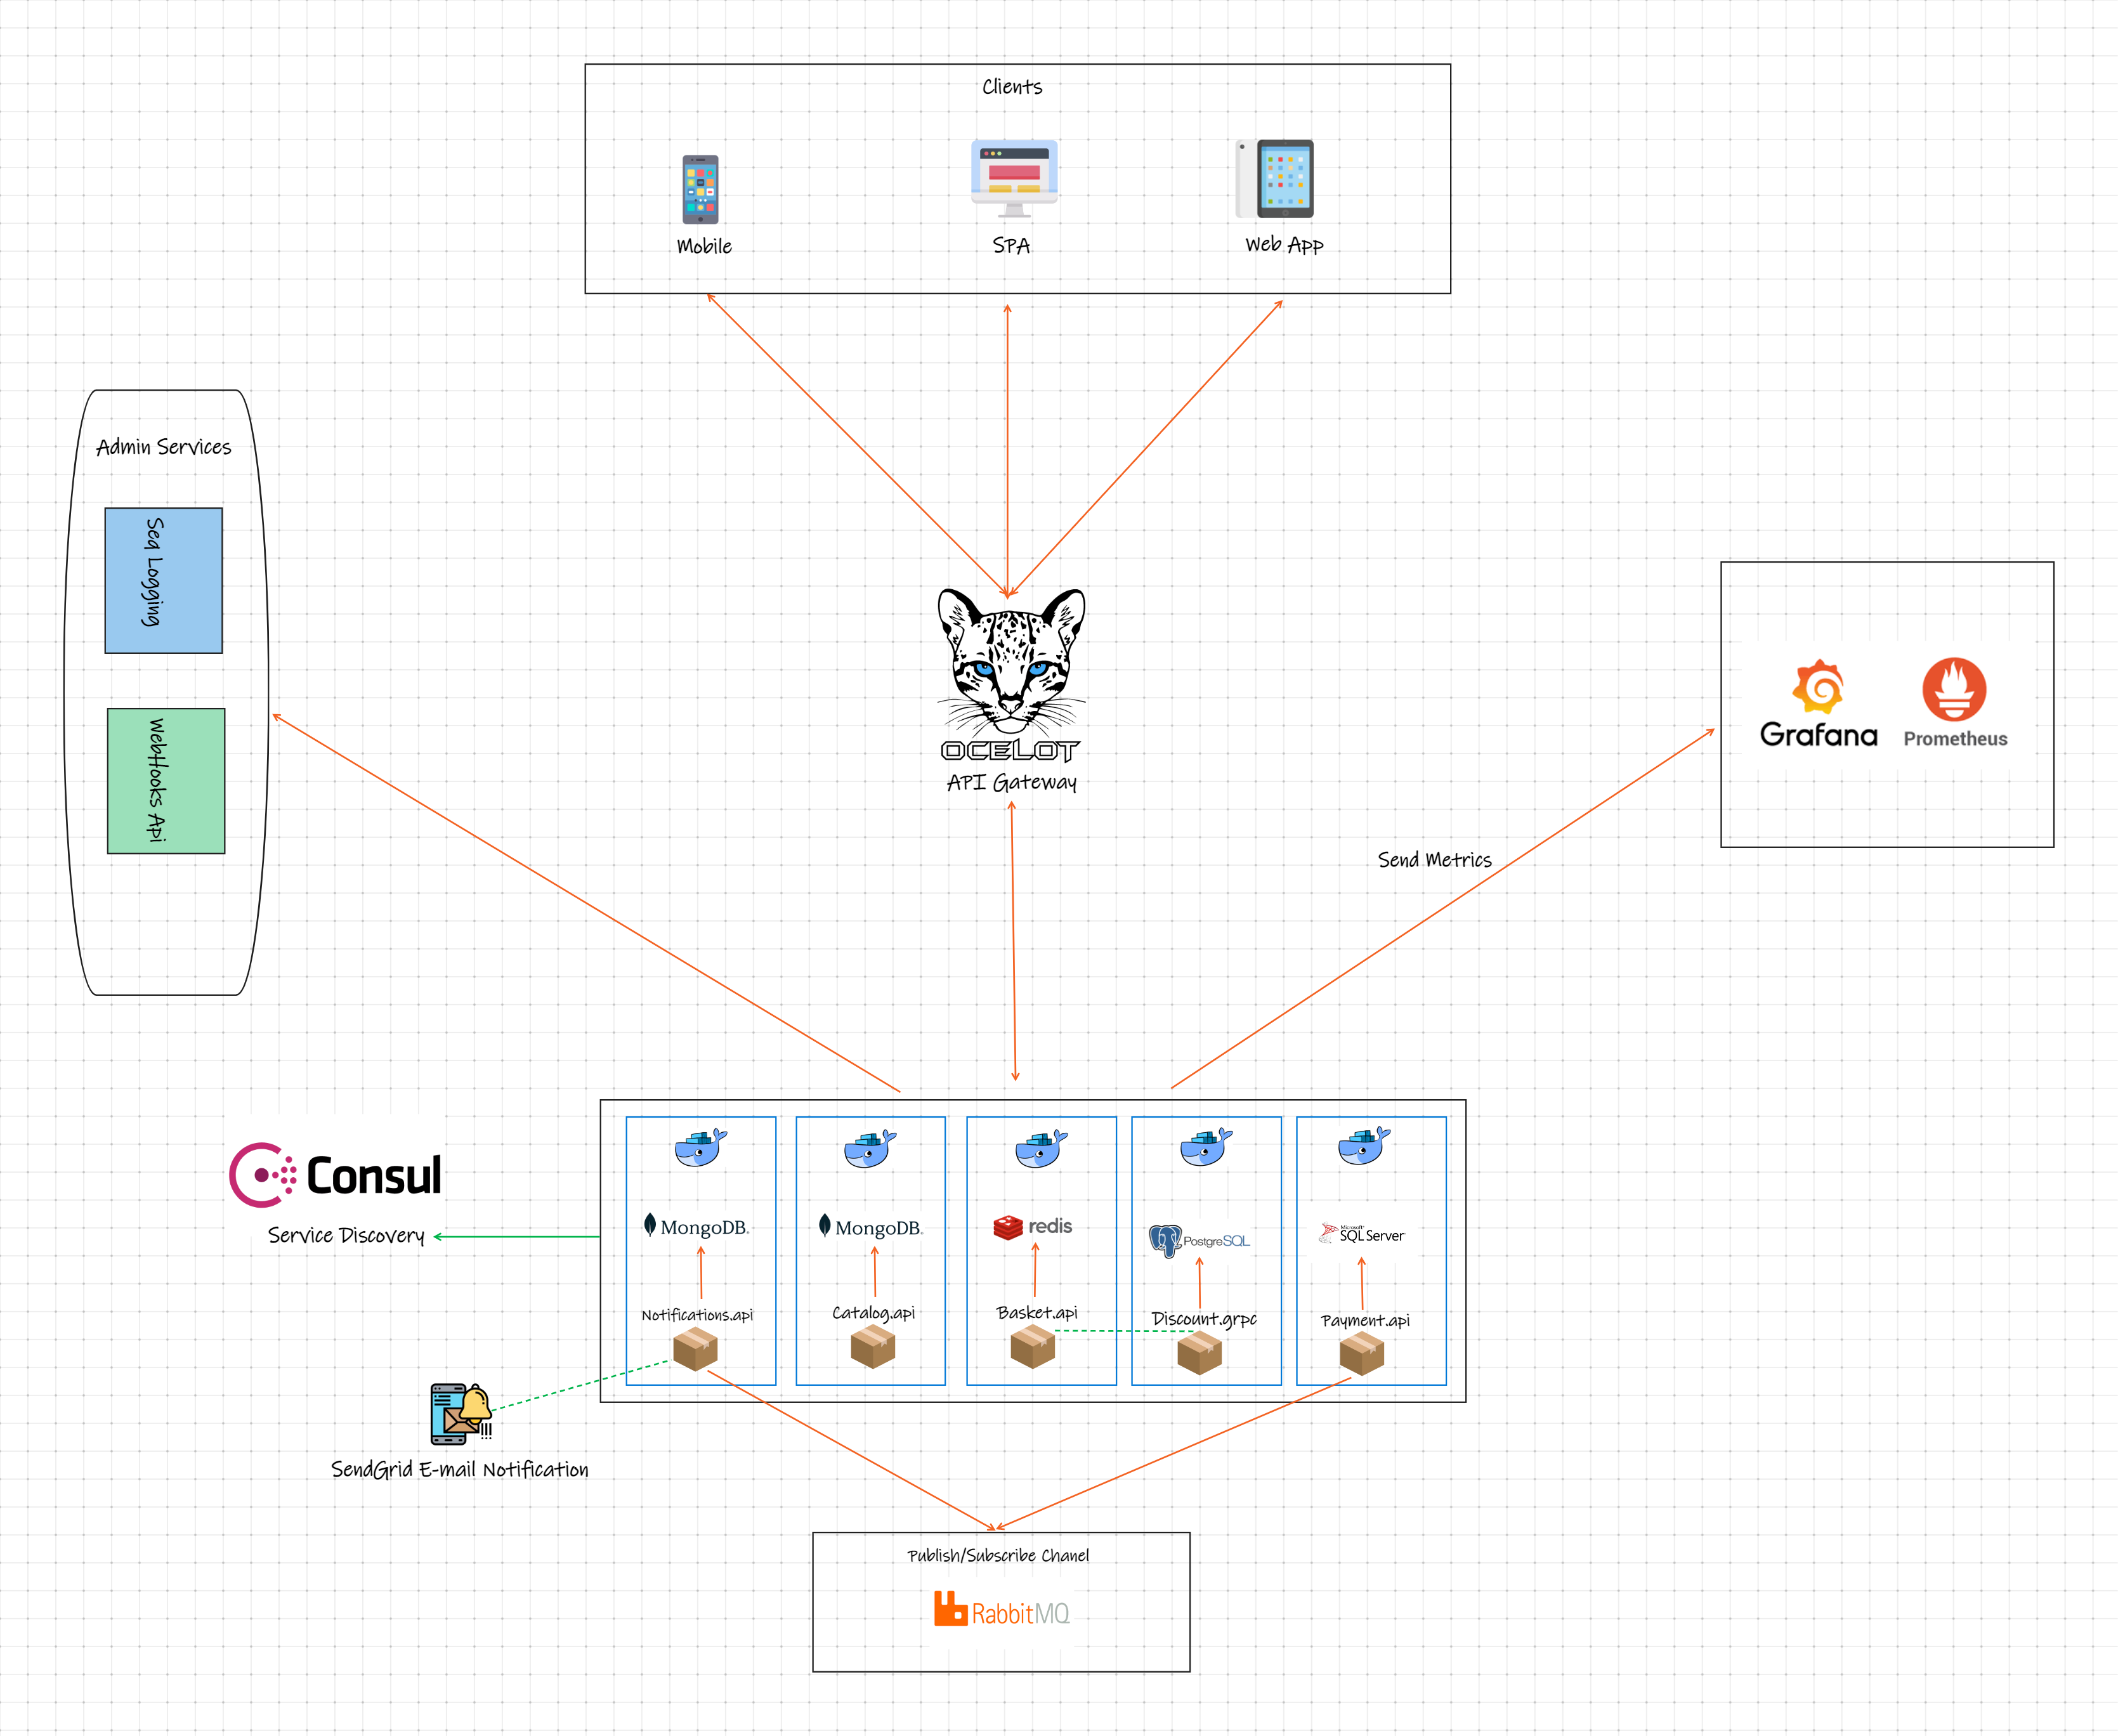 Clients
Mobile
SPA
Web App
Admin Services
Seq Logging
WebHooks Api
OCELOT
API Gateway
Grafana
Prometheus
Send Metrics
Consul
Service Discovery
MongoDB.
MongoDB.
redis
PostgreSQL
Microsoft
SQL Server
Notifications.api
Catalog.api
Basket.api
Discount.grpc
Payment.api
SendGrid E-mail Notification
Publish/Subscribe Chanel
RabbitMQ